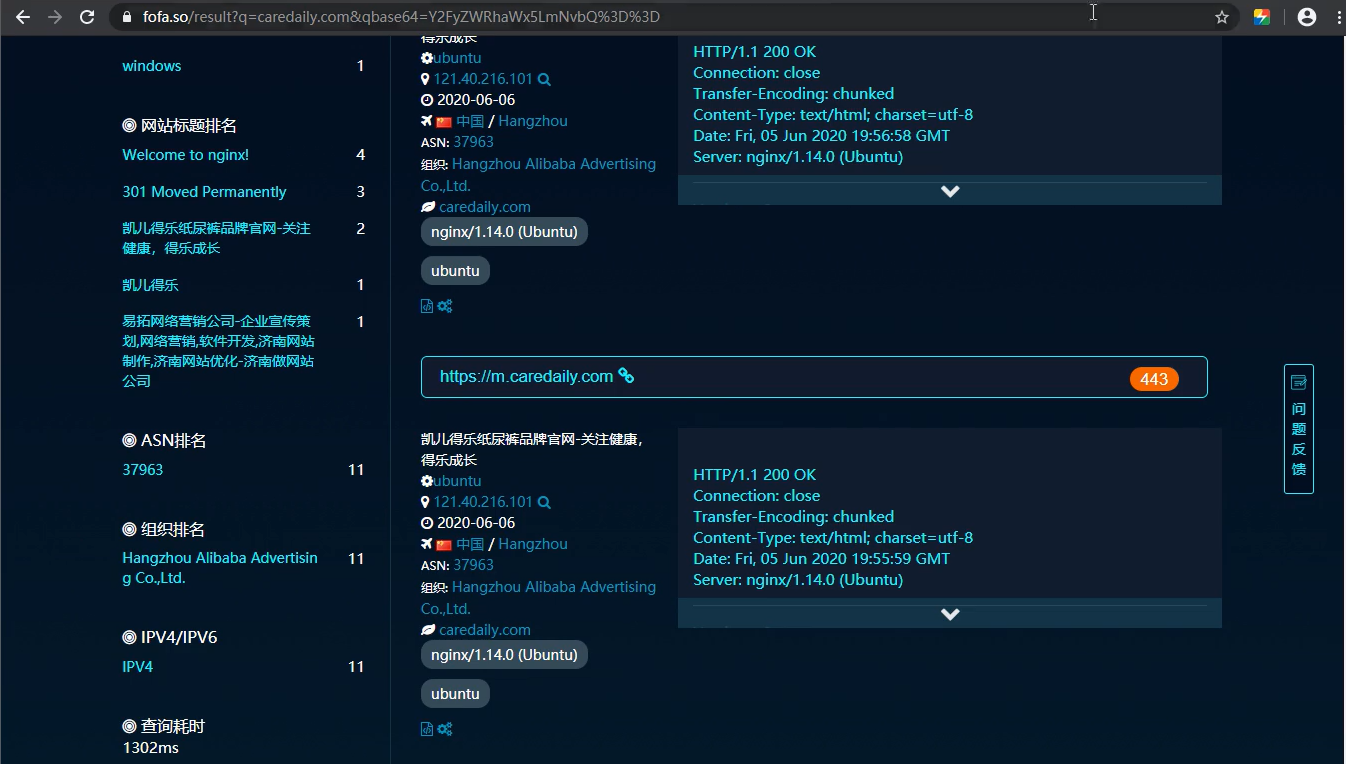 fofa.so/result?q=caredaily.com&qbase64=Y2FyZWRhaWx5LmNvbQ%3D%3D
windows 1
网站标题排名
Welcome to nginx! 4
301 Moved Permanently 3
凯儿得乐纸尿裤品牌官网-关注 2
健康，得乐成长
凯儿得乐 1
易拓网络营销公司-企业宣传策 1
划,网络营销,软件开发,济南网站
制作,济南网站优化-济南做网站
公司
ASN排名
37963 11
组织排名
Hangzhou Alibaba Advertisin 11
g Co.,Ltd.
IPV4/IPV6
IPV4 11
查询耗时
1302ms
得乐成长
ubuntu
121.40.216.101
2020-06-06
中国 / Hangzhou
ASN: 37963
组织: Hangzhou Alibaba Advertising
Co.,Ltd.
caredaily.com
nginx/1.14.0 (Ubuntu)
ubuntu
HTTP/1.1 200 OK
Connection: close
Transfer-Encoding: chunked
Content-Type: text/html; charset=utf-8
Date: Fri, 05 Jun 2020 19:56:58 GMT
Server: nginx/1.14.0 (Ubuntu)
https://m.caredaily.com 443
凯儿得乐纸尿裤品牌官网-关注健康，
得乐成长
ubuntu
121.40.216.101
2020-06-06
中国 / Hangzhou
ASN: 37963
组织: Hangzhou Alibaba Advertising
Co.,Ltd.
caredaily.com
nginx/1.14.0 (Ubuntu)
ubuntu
HTTP/1.1 200 OK
Connection: close
Transfer-Encoding: chunked
Content-Type: text/html; charset=utf-8
Date: Fri, 05 Jun 2020 19:55:59 GMT
Server: nginx/1.14.0 (Ubuntu)
问题反馈